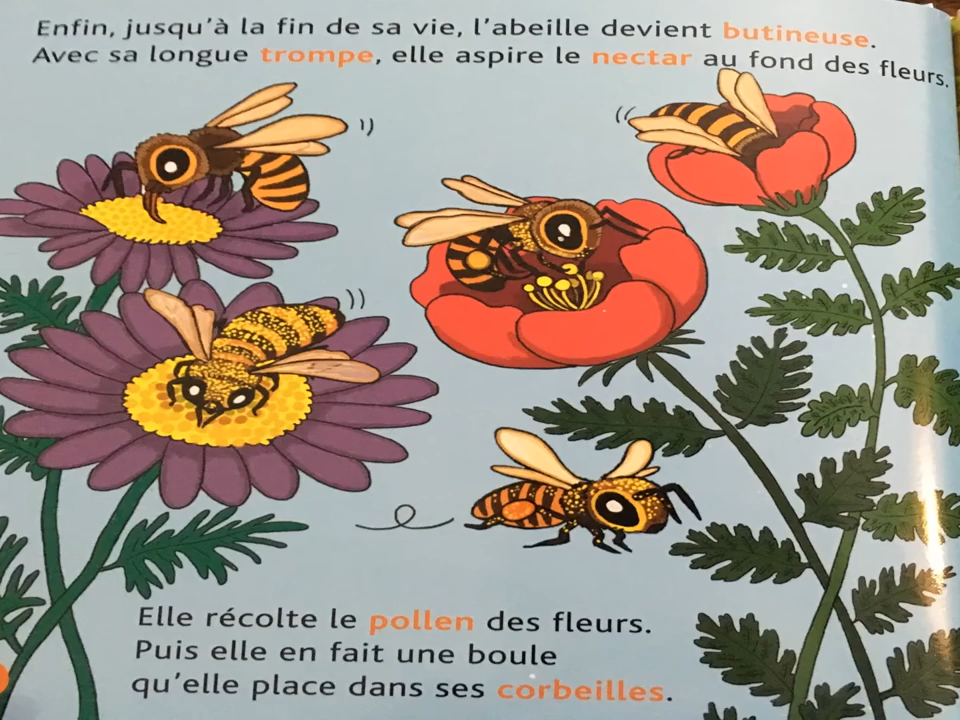 Enfin, jusqu'à la fin de sa vie, l'abeille devient butineuse.
Avec sa longue trompe, elle aspire le nectar au fond des fleurs.
Elle récolte le pollen des fleurs.
Puis elle en fait une boule
qu'elle place dans ses corbeilles.